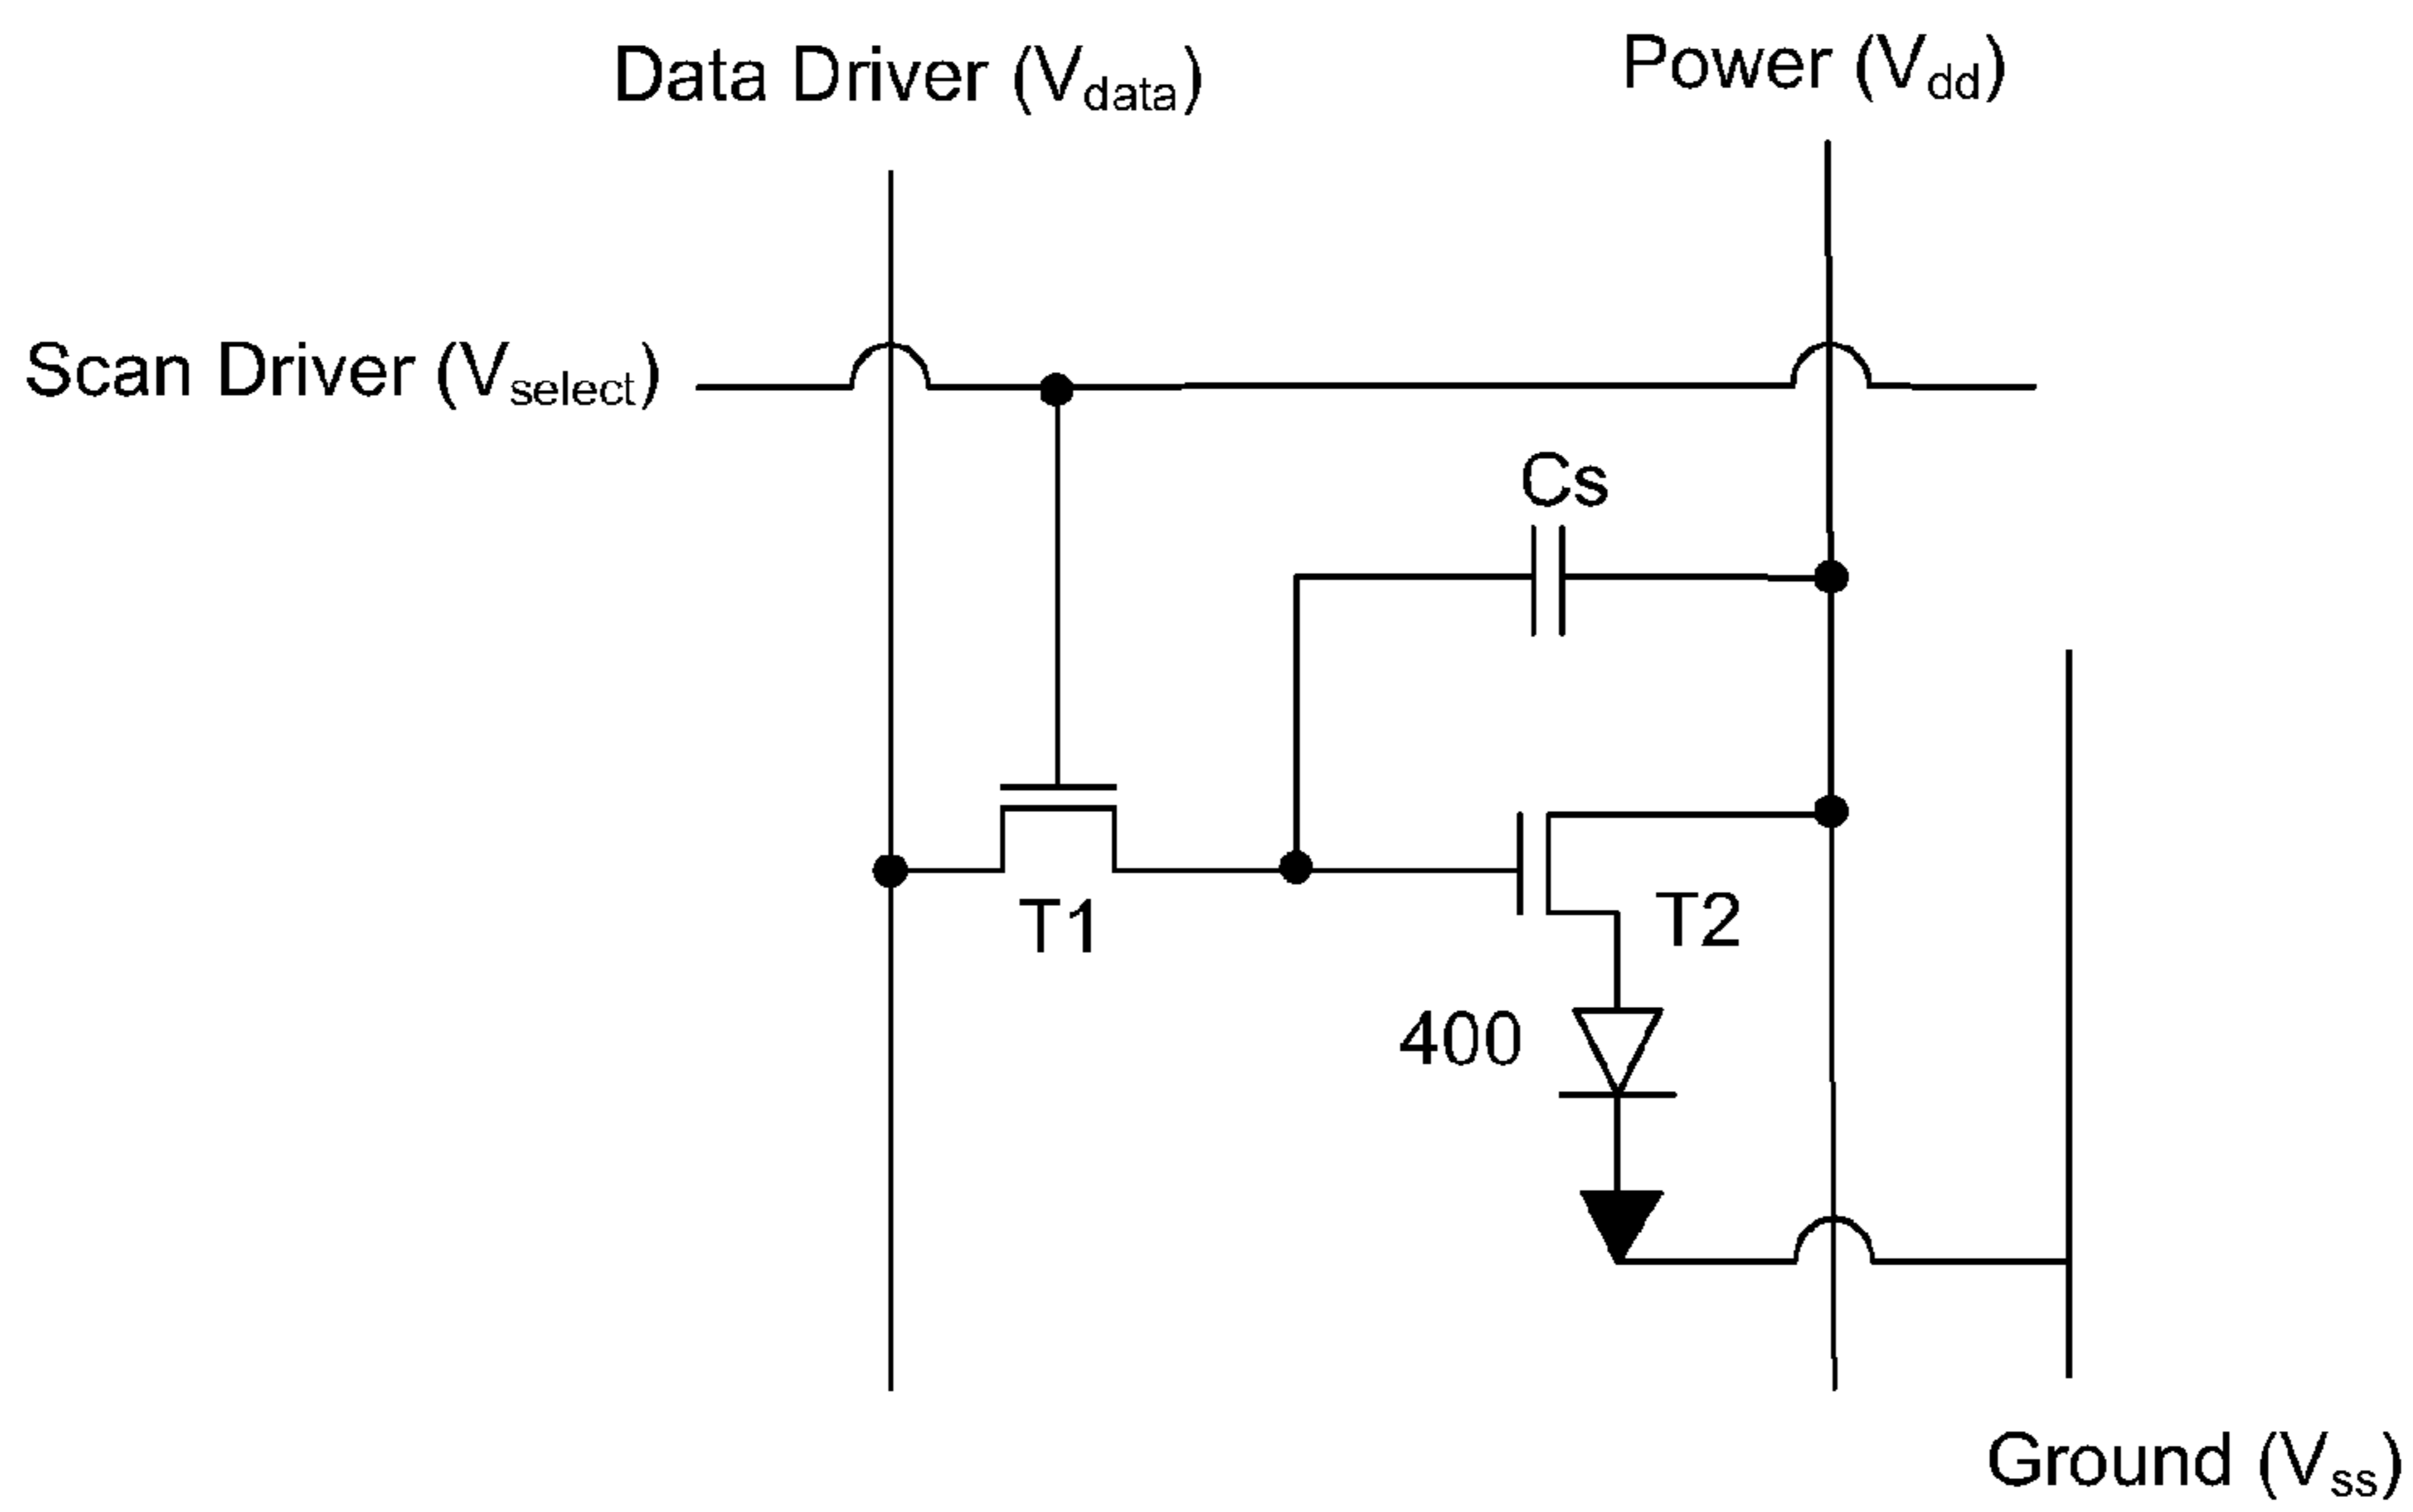 Data Driver (Vdata)
Power (Vdd)
Scan Driver (Vselect)
Cs
T1
T2
400
Ground (Vss)